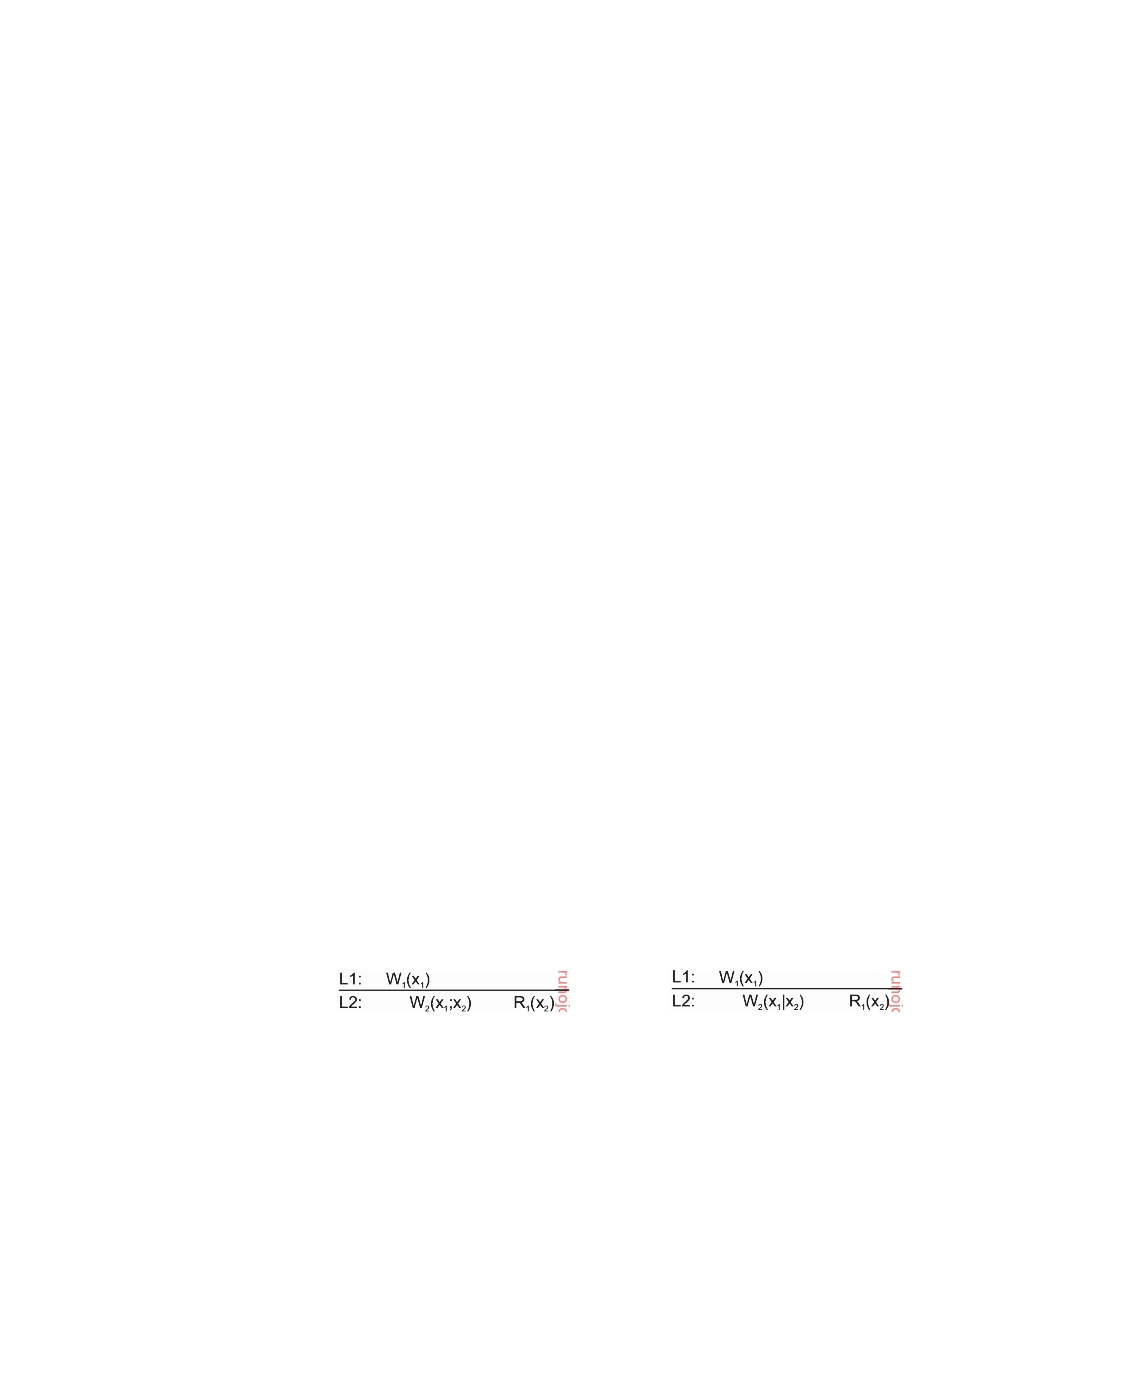 L1: W₁(x₁)
L2: W₂(x₁;x₂) R₁(x₂)
L1: W₁(x₁)
L2: W₂(x₁|x₂) R₁(x₂)